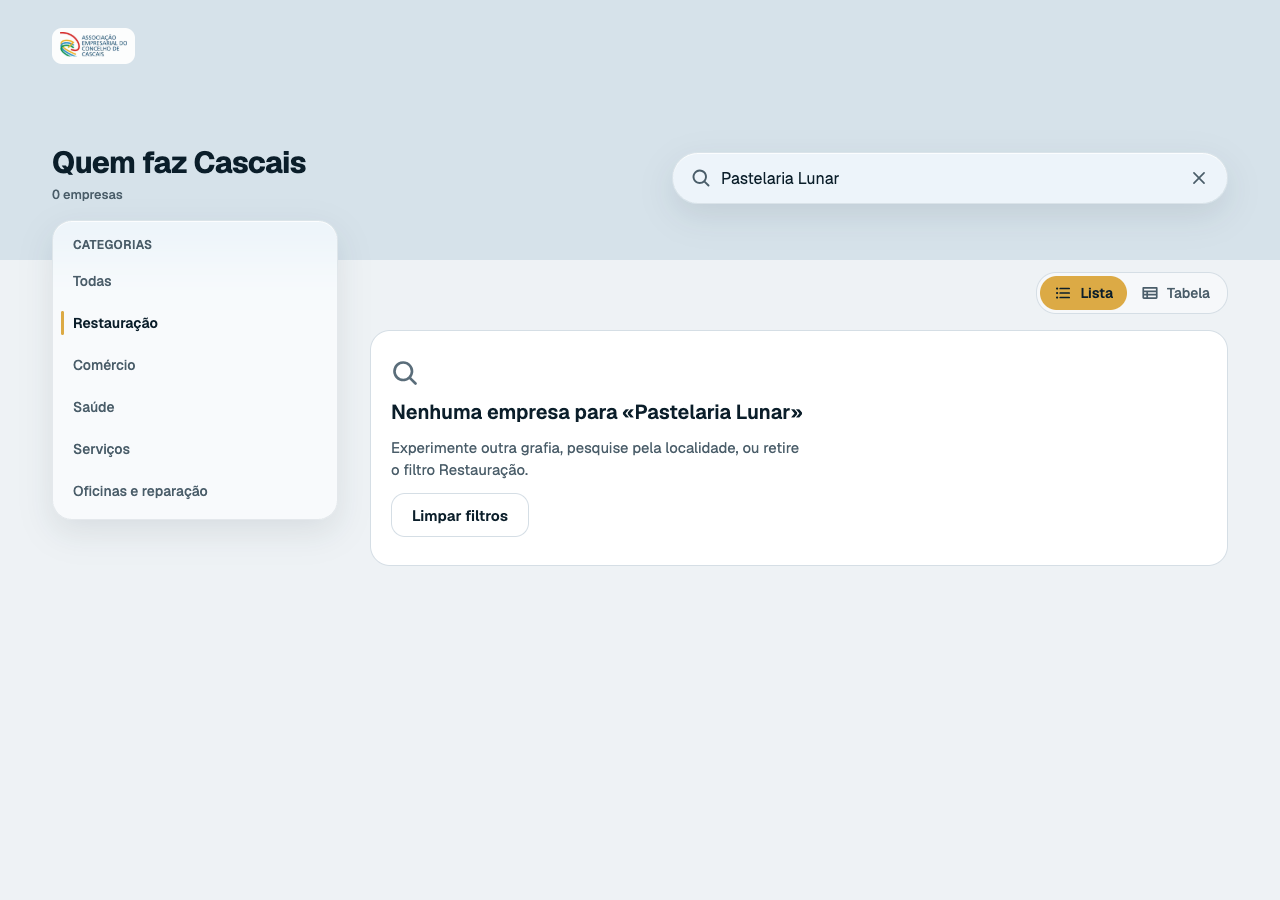 ASSOCIAÇÃO
EMPRESARIAL DO
CONCELHO DE
CASCAIS
Quem faz Cascais
0 empresas
Pastelaria Lunar
CATEGORIAS
Todas
Restauração
Comércio
Saúde
Serviços
Oficinas e reparação
Lista
Tabela
Nenhuma empresa para «Pastelaria Lunar»
Experimente outra grafia, pesquise pela localidade, ou retire
o filtro Restauração.
Limpar filtros